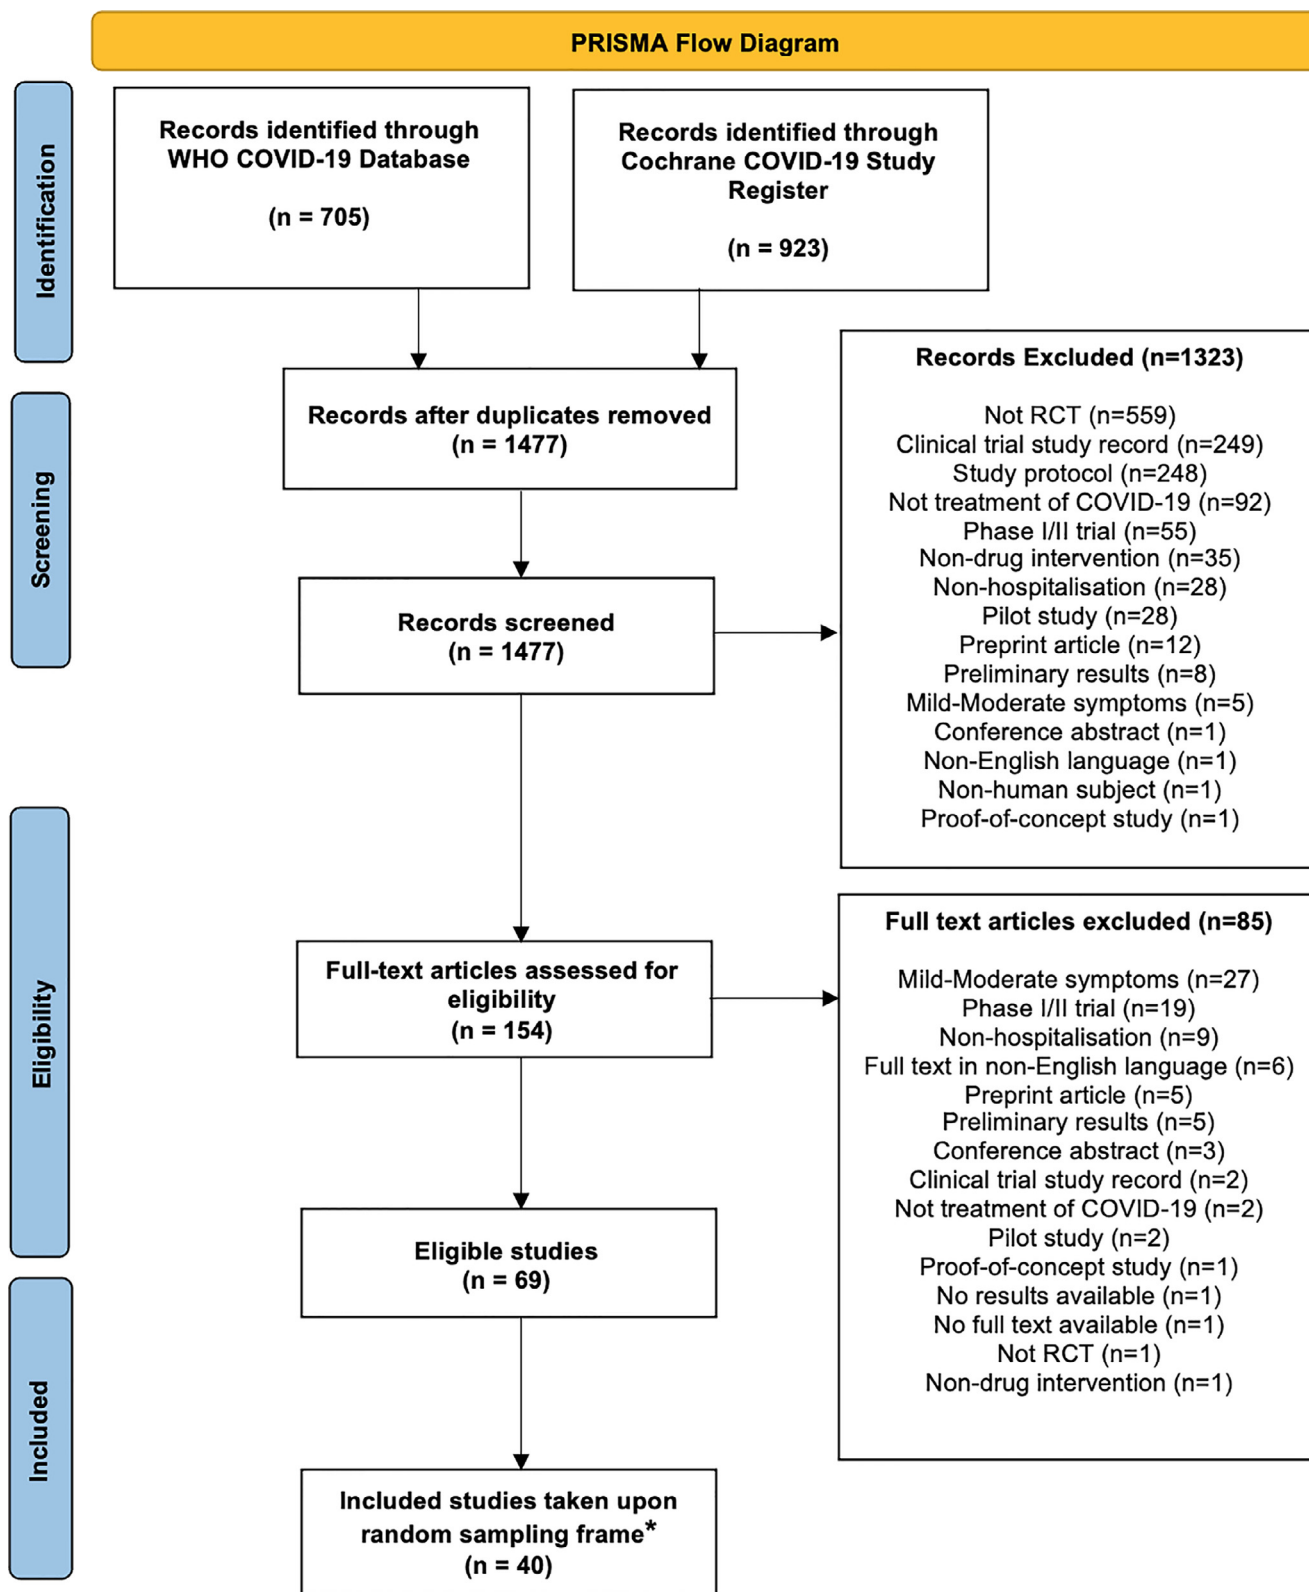 PRISMA Flow Diagram
Identification
Records identified through
WHO COVID-19 Database
(n = 705)
Records identified through
Cochrane COVID-19 Study
Register
(n = 923)
Screening
Records after duplicates removed
(n = 1477)
Records screened
(n = 1477)
Records Excluded (n=1323)
Not RCT (n=559)
Clinical trial study record (n=249)
Study protocol (n=248)
Not treatment of COVID-19 (n=92)
Phase I/II trial (n=55)
Non-drug intervention (n=35)
Non-hospitalisation (n=28)
Pilot study (n=28)
Preprint article (n=12)
Preliminary results (n=8)
Mild-Moderate symptoms (n=5)
Conference abstract (n=1)
Non-English language (n=1)
Non-human subject (n=1)
Proof-of-concept study (n=1)
Eligibility
Full-text articles assessed for
eligibility
(n = 154)
Full text articles excluded (n=85)
Mild-Moderate symptoms (n=27)
Phase I/II trial (n=19)
Non-hospitalisation (n=9)
Full text in non-English language (n=6)
Preprint article (n=5)
Preliminary results (n=5)
Conference abstract (n=3)
Clinical trial study record (n=2)
Not treatment of COVID-19 (n=2)
Pilot study (n=2)
Proof-of-concept study (n=1)
No results available (n=1)
No full text available (n=1)
Not RCT (n=1)
Non-drug intervention (n=1)
Eligible studies
(n = 69)
Included
Included studies taken upon
random sampling frame*
(n = 40)